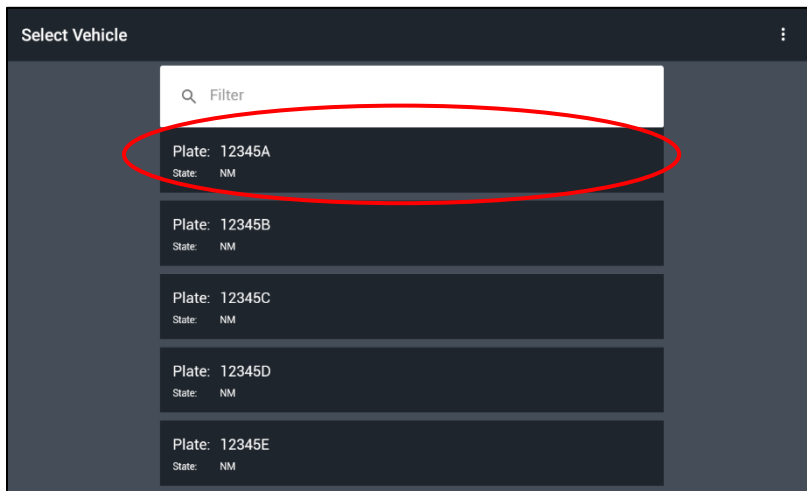 Select Vehicle
Filter
Plate: 12345A
State: NM
Plate: 12345B
State: NM
Plate: 12345C
State: NM
Plate: 12345D
State: NM
Plate: 12345E
State: NM